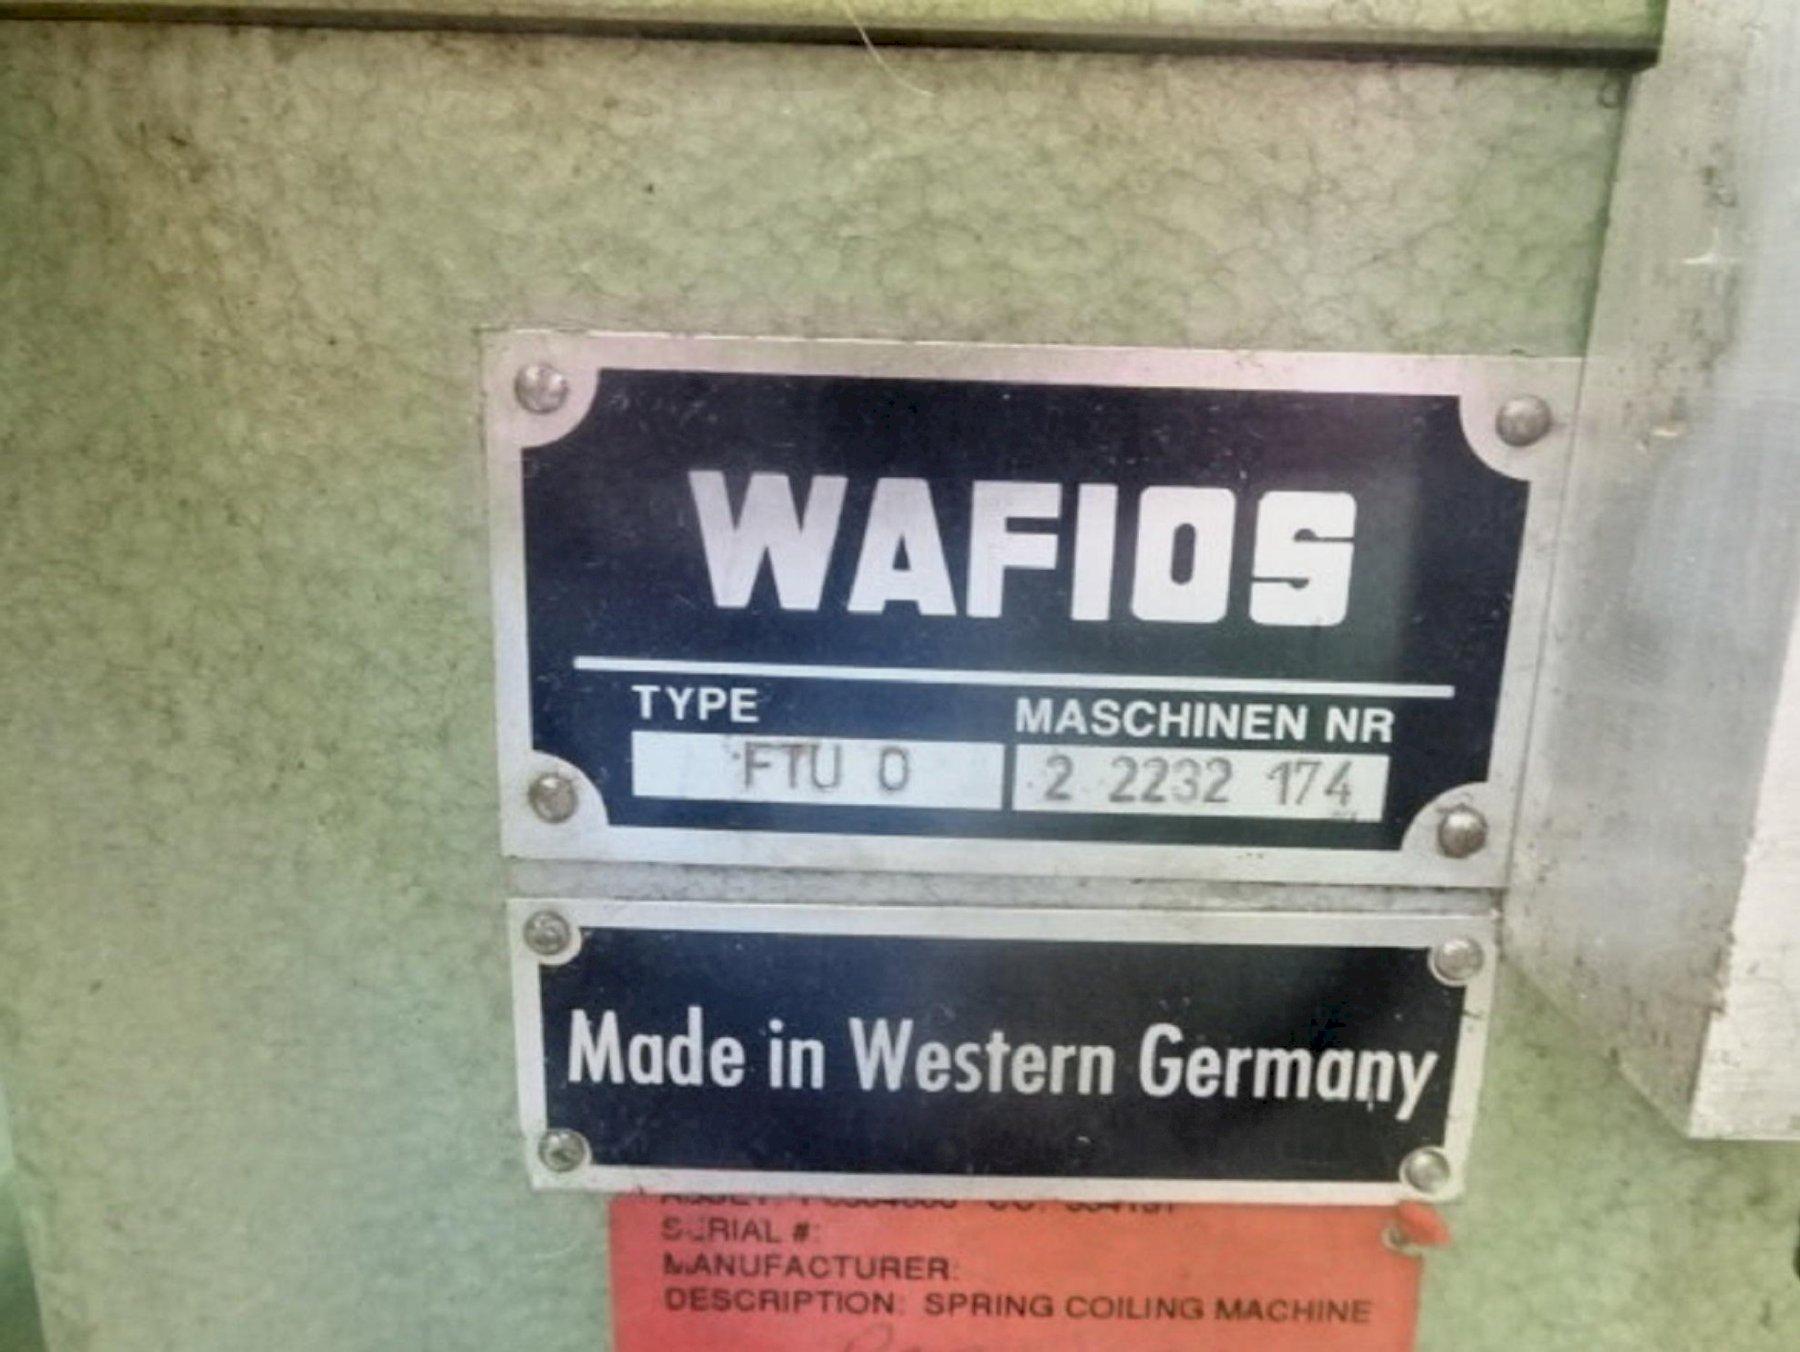 WAFIOS
TYPE MASCHINEN NR
FTU 0 2 2232 174
Made in Western Germany
SERIAL #:
MANUFACTURER:
DESCRIPTION: SPRING COILING MACHINE